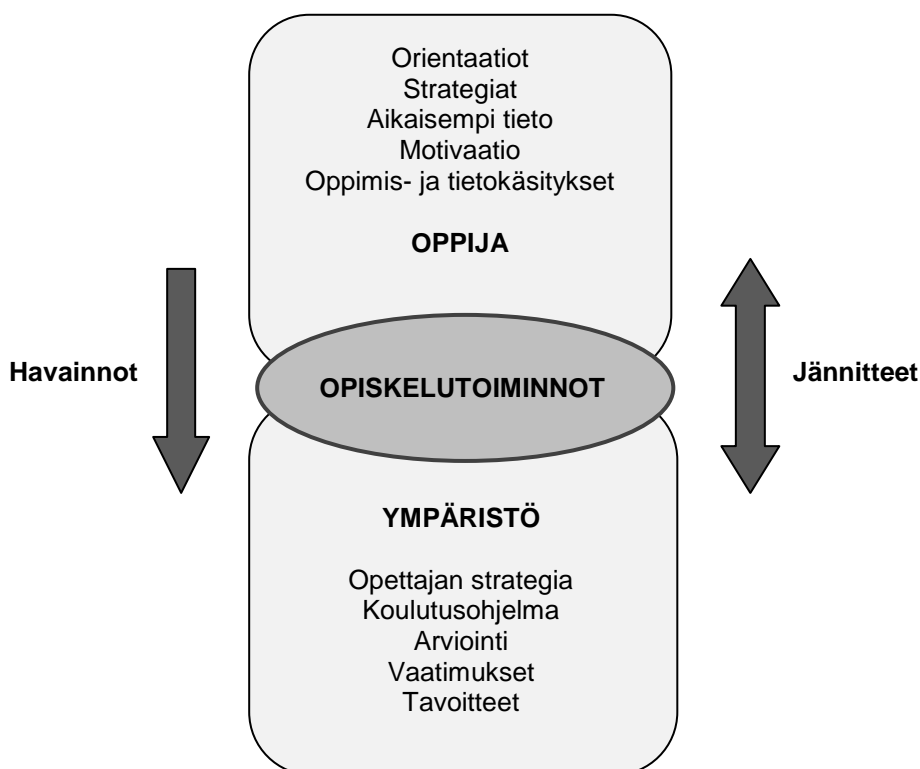 Orientaatiot
Strategiat
Aikaisempi tieto
Motivaatio
Oppimis- ja tietokäsitykset
OPPIJA
Havainnot
OPISKELUTOIMINNOT
Jännitteet
YMPÄRISTÖ
Opettajan strategia
Koulutusohjelma
Arviointi
Vaatimukset
Tavoitteet